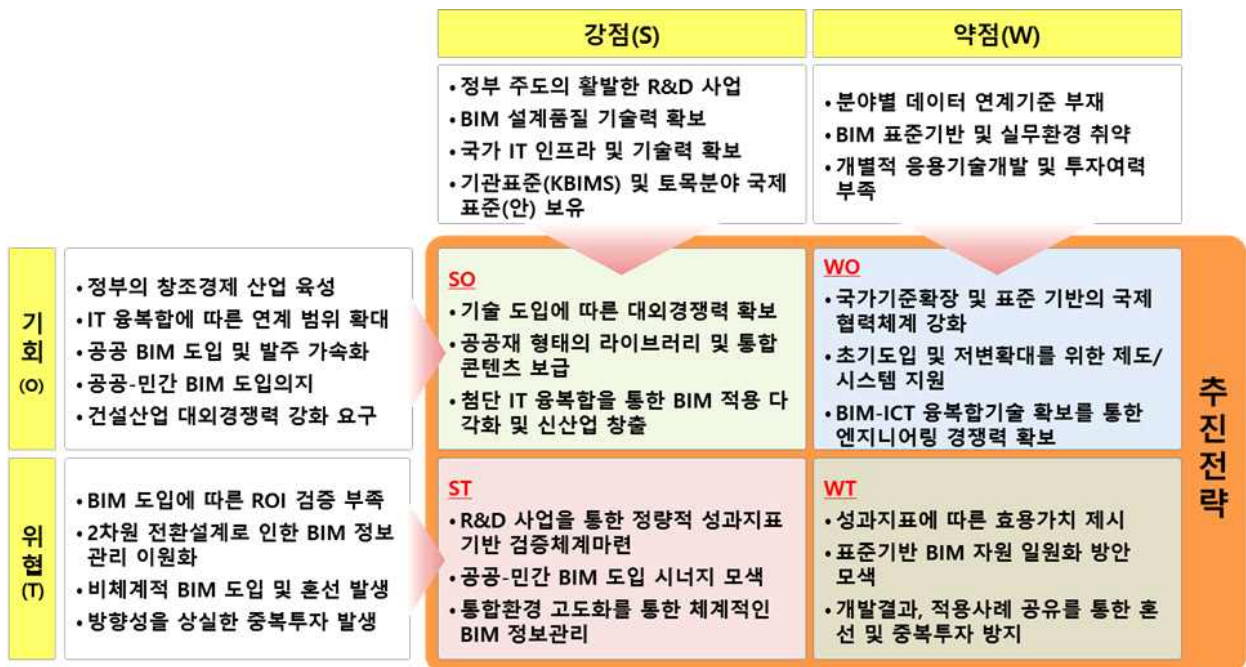 강점(S)
약점(W)
•정부 주도의 활발한 R&D 사업
•BIM 설계품질 기술력 확보
•국가 IT 인프라 및 기술력 확보
•기관표준(KBIMS) 및 토목분야 국제
표준(안) 보유
•분야별 데이터 연계기준 부재
•BIM 표준기반 및 실무환경 취약
•개별적 응용기술개발 및 투자여력
부족
기
회
(O)
•정부의 창조경제 산업 육성
•IT 융복합에 따른 연계 범위 확대
•공공 BIM 도입 및 발주 가속화
•공공-민간 BIM 도입의지
•건설산업 대외경쟁력 강화 요구
SO
•기술 도입에 따른 대외경쟁력 확보
•공공재 형태의 라이브러리 및 통합
콘텐츠 보급
•첨단 IT 융복합을 통한 BIM 적용 다
각화 및 신산업 창출
WO
•국가기준확장 및 표준 기반의 국제
협력체계 강화
•초기도입 및 저변확대를 위한 제도/
시스템 지원
•BIM-ICT 융복합기술 확보를 통한
엔지니어링 경쟁력 확보
추
진
전
략
위
협
(T)
•BIM 도입에 따른 ROI 검증 부족
•2차원 전환설계로 인한 BIM 정보
관리 이원화
•비체계적 BIM 도입 및 혼선 발생
•방향성을 상실한 중복투자 발생
ST
•R&D 사업을 통한 정량적 성과지표
기반 검증체계마련
•공공-민간 BIM 도입 시너지 모색
•통합환경 고도화를 통한 체계적인
BIM 정보관리
WT
•성과지표에 따른 효용가치 제시
•표준기반 BIM 자원 일원화 방안
모색
•개발결과, 적용사례 공유를 통한 혼
선 및 중복투자 방지